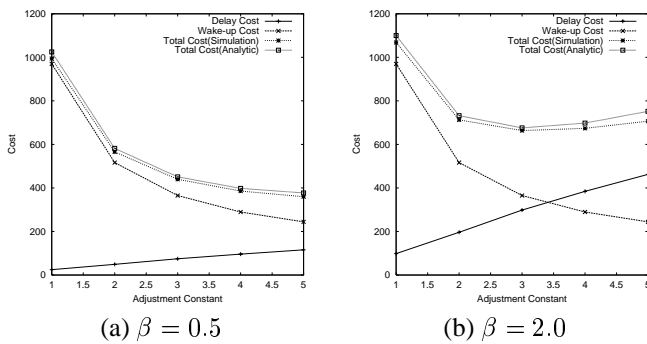 1200
1000
800
600
400
200
0
Cost
Delay Cost
Wake-up Cost
Total Cost(Simulation)
Total Cost(Analytic)
1 1.5 2 2.5 3 3.5 4 4.5 5
Adjustment Constant
(a) β = 0.5
1200
1000
800
600
400
200
0
Cost
Delay Cost
Wake-up Cost
Total Cost(Simulation)
Total Cost(Analytic)
1 1.5 2 2.5 3 3.5 4 4.5 5
Adjustment Constant
(b) β = 2.0